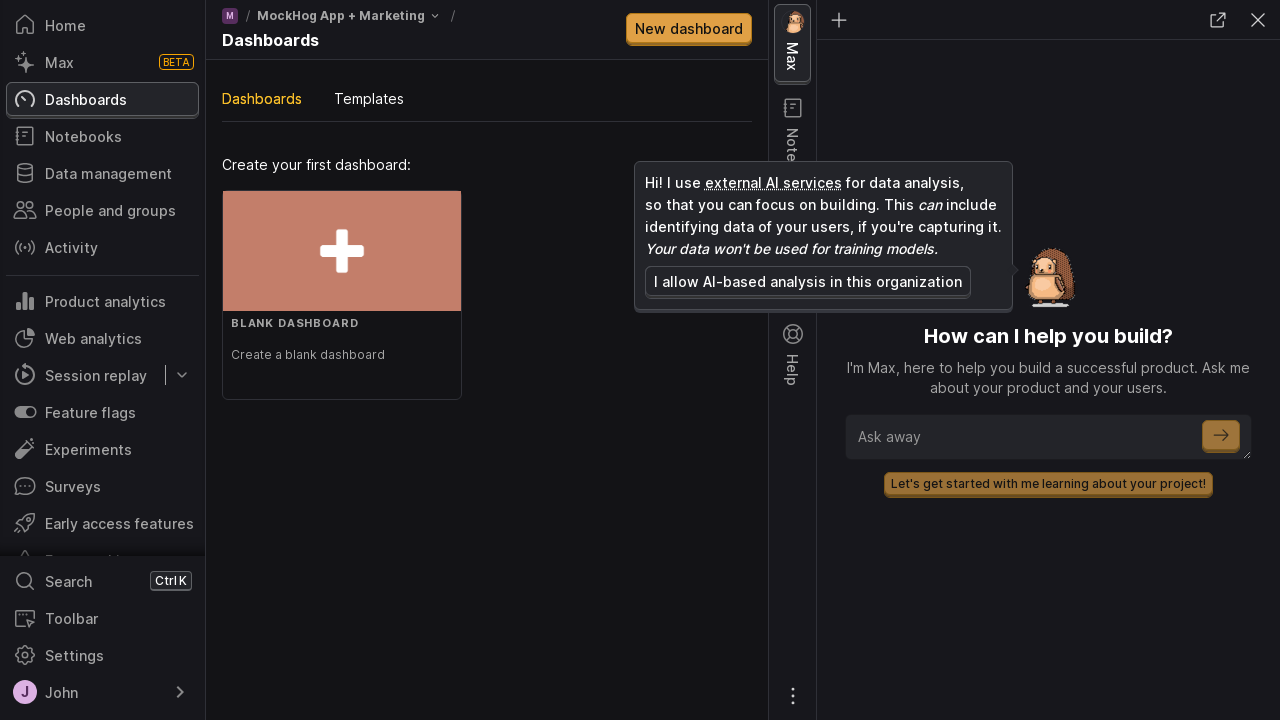 Home
Max
BETA
Dashboards
Notebooks
Data management
People and groups
Activity
Product analytics
Web analytics
Session replay
Feature flags
Experiments
Surveys
Early access features
Search
Ctrl K
Toolbar
Settings
J
John
M
/
MockHog App + Marketing
/
Dashboards
New dashboard
Dashboards
Templates
Create your first dashboard:
BLANK DASHBOARD
Create a blank dashboard
Max
Note
Help
Hi! I use external AI services for data analysis,
so that you can focus on building. This can include
identifying data of your users, if you're capturing it.
Your data won't be used for training models.
I allow AI-based analysis in this organization
How can I help you build?
I'm Max, here to help you build a successful product. Ask me
about your product and your users.
Ask away
Let's get started with me learning about your project!